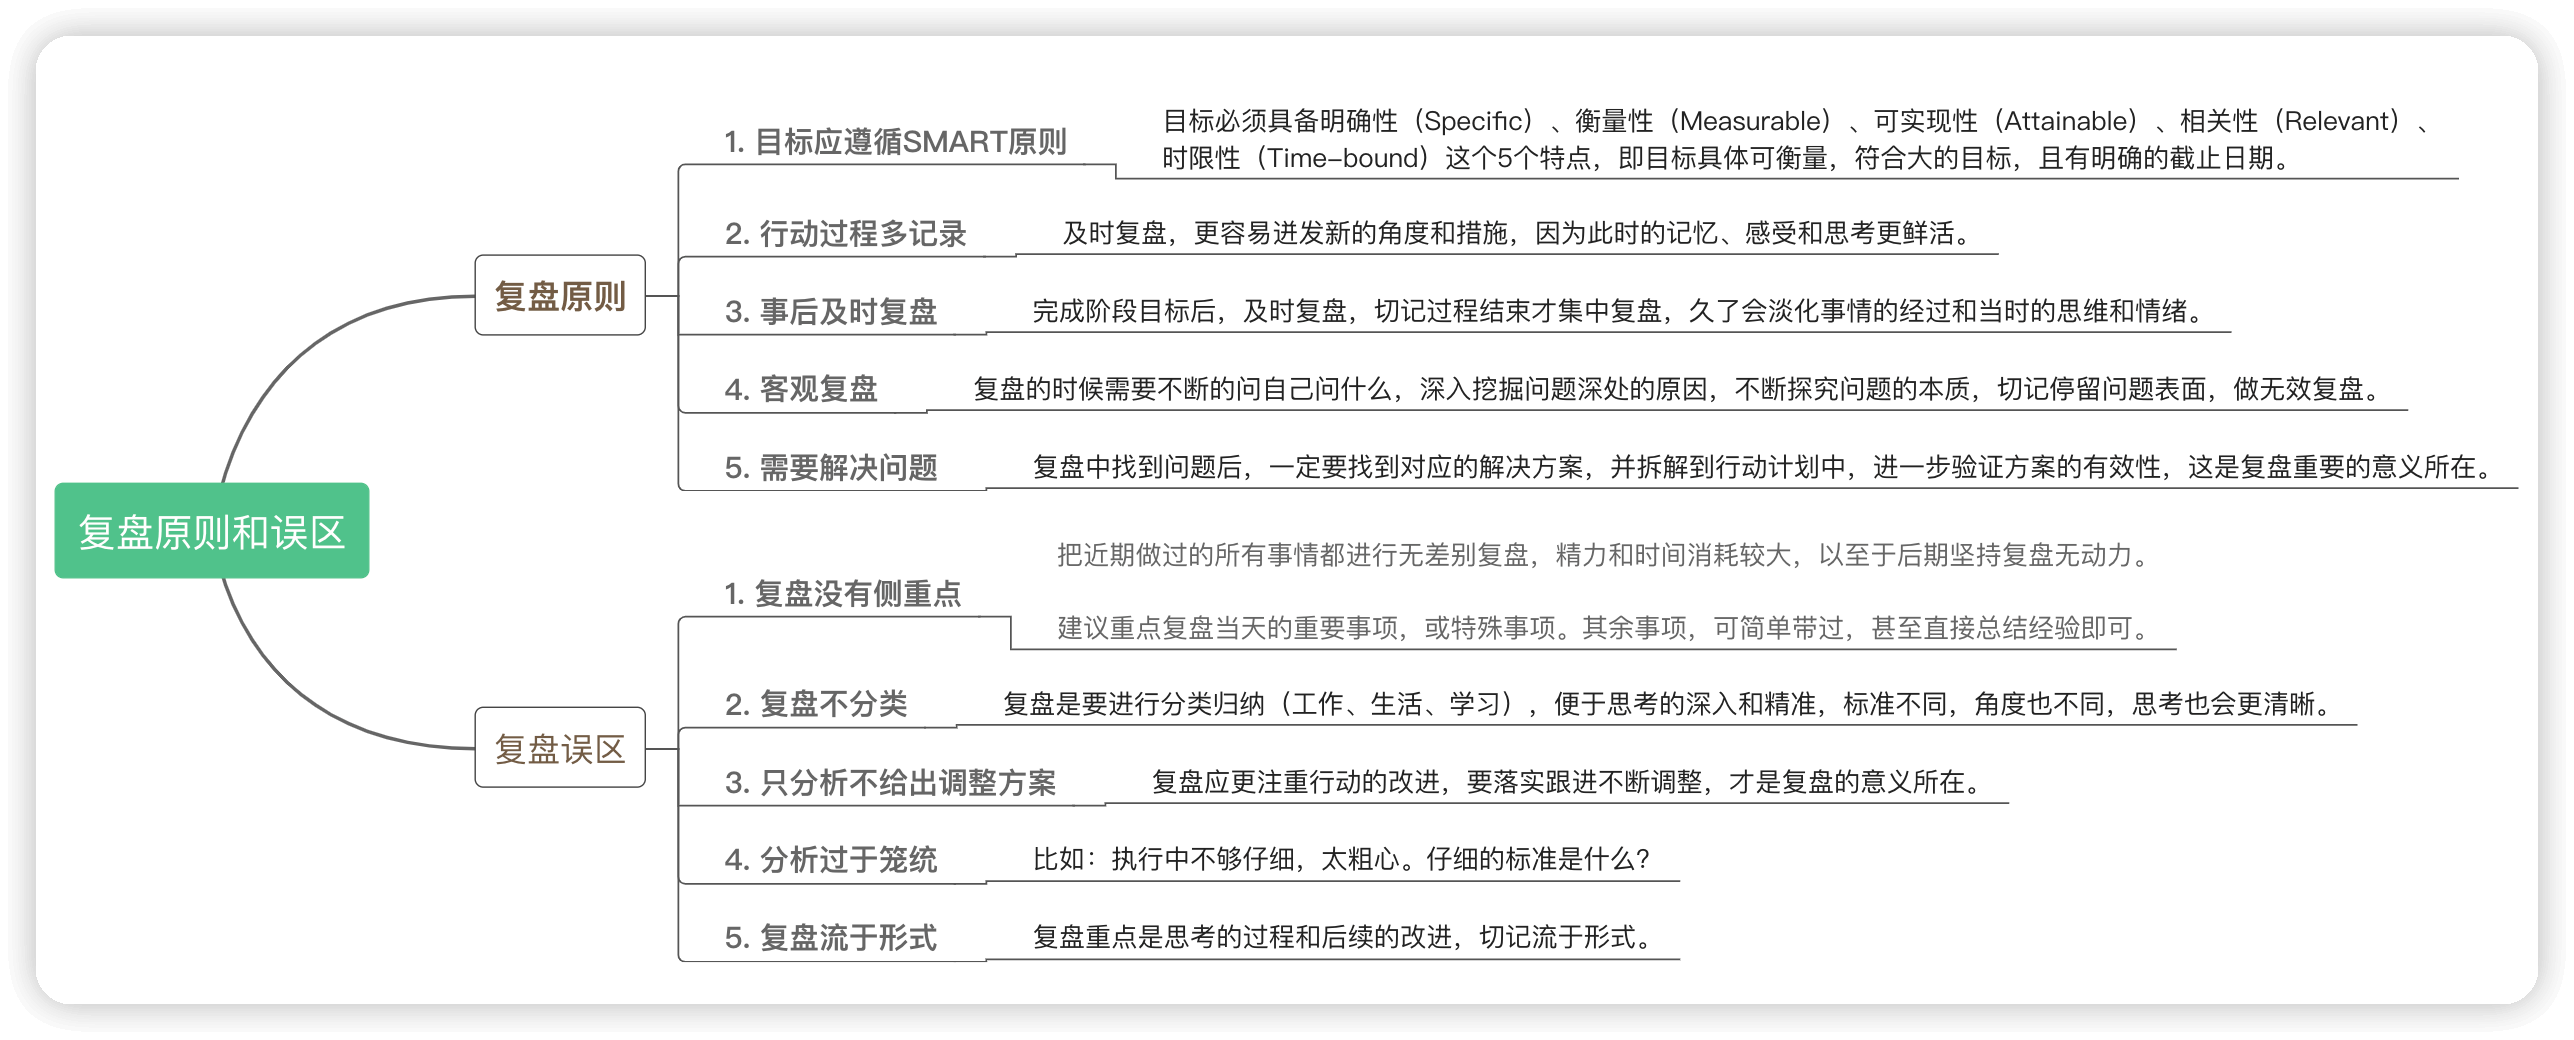 复盘原则和误区
复盘原则
1. 目标应遵循SMART原则
目标必须具备明确性（Specific）、衡量性（Measurable）、可实现性（Attainable）、相关性（Relevant）、
时限性（Time-bound）这个5个特点，即目标具体可衡量，符合大的目标，且有明确的截止日期。
2. 行动过程多记录
及时复盘，更容易迸发新的角度和措施，因为此时的记忆、感受和思考更鲜活。
3. 事后及时复盘
完成阶段目标后，及时复盘，切记过程结束才集中复盘，久了会淡化事情的经过和当时的思维和情绪。
4. 客观复盘
复盘的时候需要不断的问自己问什么，深入挖掘问题深处的原因，不断探究问题的本质，切记停留问题表面，做无效复盘。
5. 需要解决问题
复盘中找到问题后，一定要找到对应的解决方案，并拆解到行动计划中，进一步验证方案的有效性，这是复盘重要的意义所在。
复盘误区
1. 复盘没有侧重点
把近期做过的所有事情都进行无差别复盘，精力和时间消耗较大，以至于后期坚持复盘无动力。
建议重点复盘当天的重要事项，或特殊事项。其余事项，可简单带过，甚至直接总结经验即可。
2. 复盘不分类
复盘是要进行分类归纳（工作、生活、学习），便于思考的深入和精准，标准不同，角度也不同，思考也会更清晰。
3. 只分析不给出调整方案
复盘应更注重行动的改进，要落实跟进不断调整，才是复盘的意义所在。
4. 分析过于笼统
比如：执行中不够仔细，太粗心。仔细的标准是什么？
5. 复盘流于形式
复盘重点是思考的过程和后续的改进，切记流于形式。